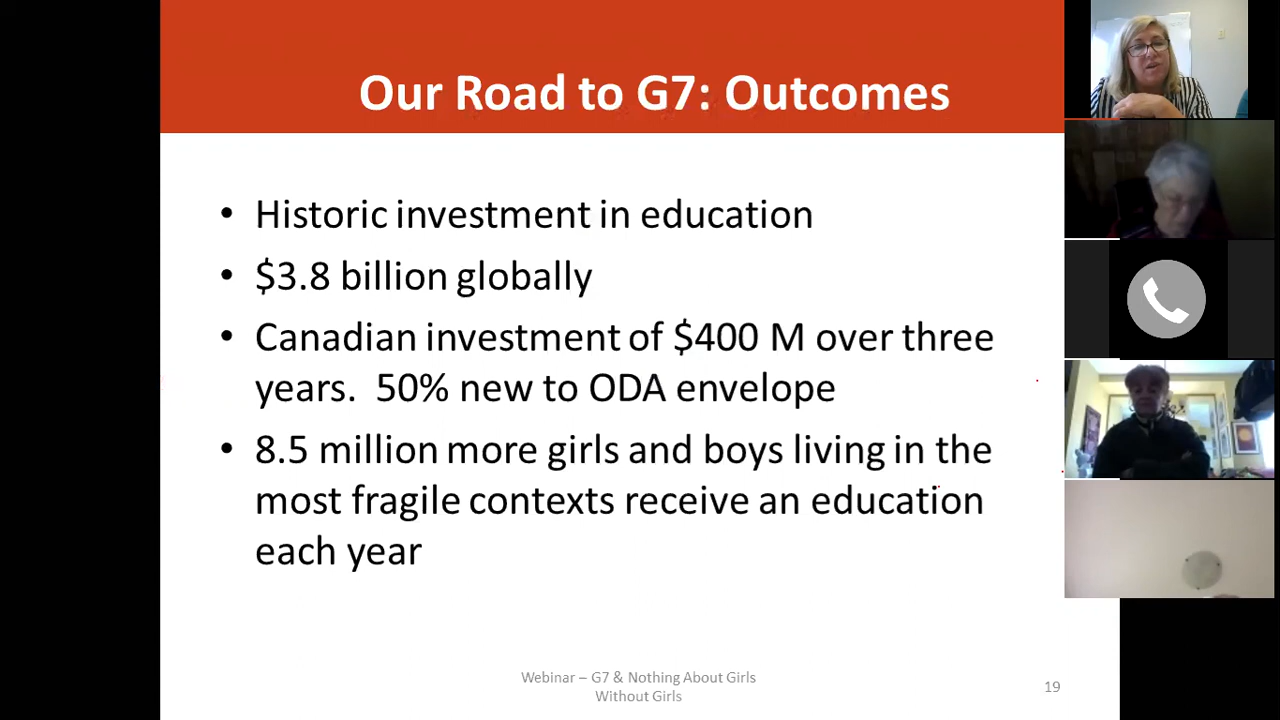 Our Road to G7: Outcomes
• Historic investment in education
• $3.8 billion globally
• Canadian investment of $400 M over three
years.  50% new to ODA envelope
• 8.5 million more girls and boys living in the
most fragile contexts receive an education
each year
Webinar – G7 & Nothing About Girls
Without Girls
19